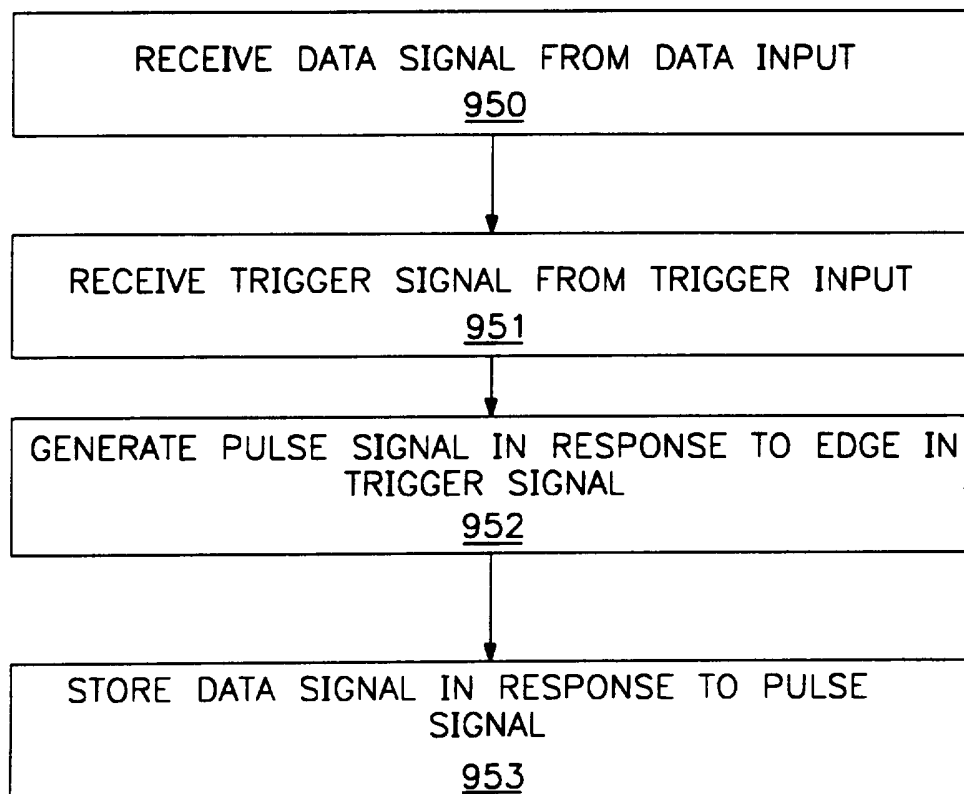 RECEIVE DATA SIGNAL FROM DATA INPUT
950
RECEIVE TRIGGER SIGNAL FROM TRIGGER INPUT
951
GENERATE PULSE SIGNAL IN RESPONSE TO EDGE IN
TRIGGER SIGNAL
952
STORE DATA SIGNAL IN RESPONSE TO PULSE
SIGNAL
953